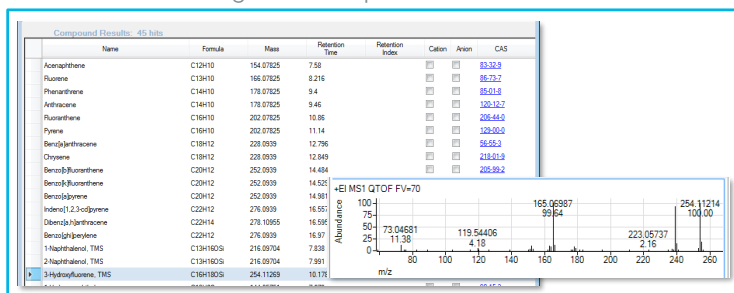 Compound Results: 45 hits
Name Formula Mass Retention Time Retention Index Cation Anion CAS
Acenaphthene C12H10 154.07825 7.58 83-32-9
Fluorene C13H10 166.07825 8.216 86-73-7
Phenanthrene C14H10 178.07825 9.4 85-01-8
Anthracene C14H10 178.07825 9.46 120-12-7
Fluoranthene C16H10 202.07825 10.86 206-44-0
Pyrene C16H10 202.07825 11.14 129-00-0
Benz[a]anthracene C18H12 228.0939 12.796 56-55-3
Chrysene C18H12 228.0939 12.849 218-01-9
Benzo[b]fluoranthene C20H12 252.0939 14.484 205-99-2
Benzo[k]fluoranthene C20H12 252.0939 14.529
Benzo[a]pyrene C20H12 252.0939 14.981
Indeno[1,2,3-cd]pyrene C22H12 276.0939 16.557
Dibenz[a,h]anthracene C22H14 278.10955 16.595
Benzo[ghi]perylene C22H12 276.0939 16.97
1-Naphthalenol, TMS C13H16OSi 216.09704 7.838
2-Naphthalenol, TMS C13H16OSi 216.09704 7.991
3-Hydroxyfluorene, TMS C16H18OSi 254.11269 10.178
+EI MS1 QTOF FV=70
Abundance
100
75
50
25
0
73.04681
11.38
119.54406
4.18
165.06987
99.64
223.05737
2.16
254.11214
100.00
80 100 120 140 160 180 200 220 240 260
m/z